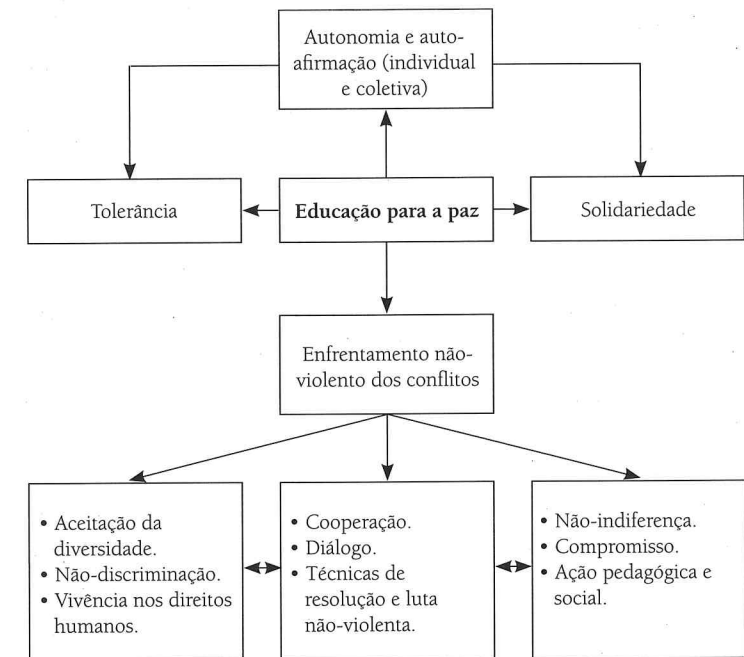 Autonomia e auto-
afirmação (individual
e coletiva)
Tolerância
Educação para a paz
Solidariedade
Enfrentamento não-
violento dos conflitos
• Aceitação da
diversidade.
• Não-discriminação.
• Vivência nos direitos
humanos.
• Cooperação.
• Diálogo.
• Técnicas de
resolução e luta
não-violenta.
• Não-indiferença.
• Compromisso.
• Ação pedagógica e
social.